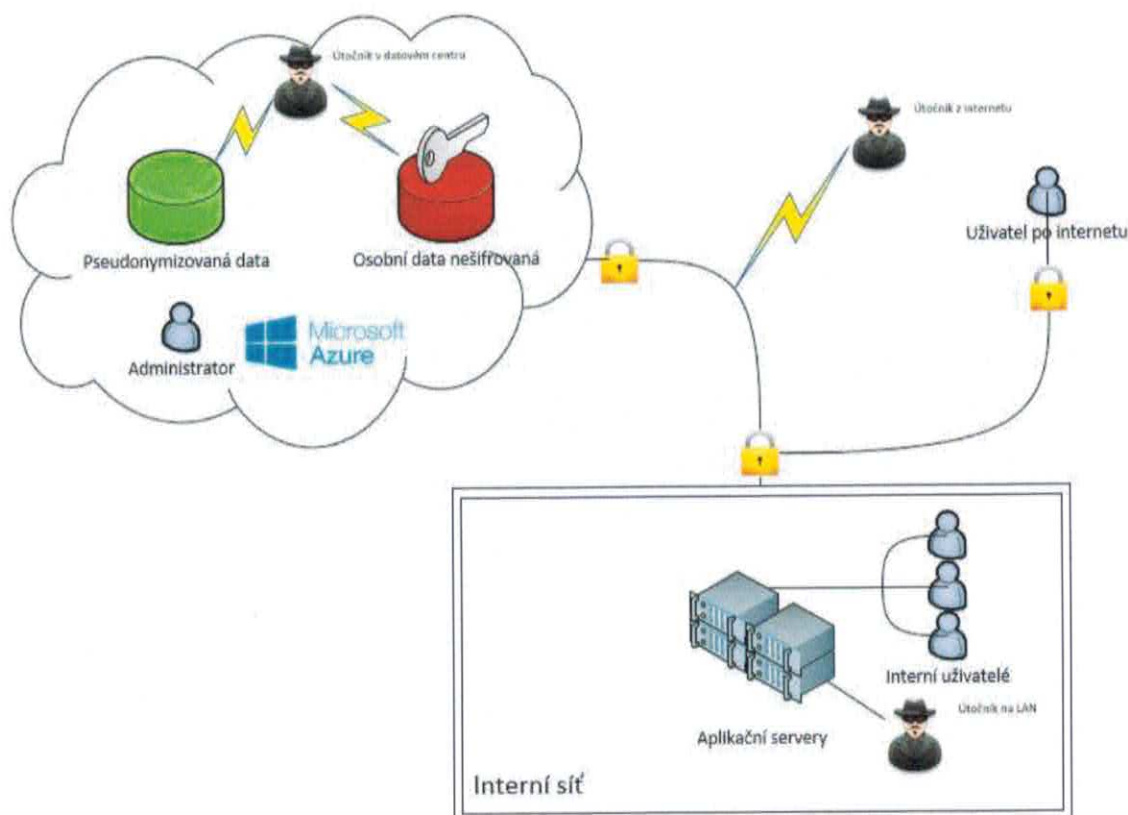 Útočník v datovém centru
Útočník z internetu
Uživatel po internetu
Pseudonymizovaná data
Osobní data nešifrovaná
Administrator
Microsoft
Azure
Interní uživatelé
Útočník na LAN
Aplikační servery
Interní síť